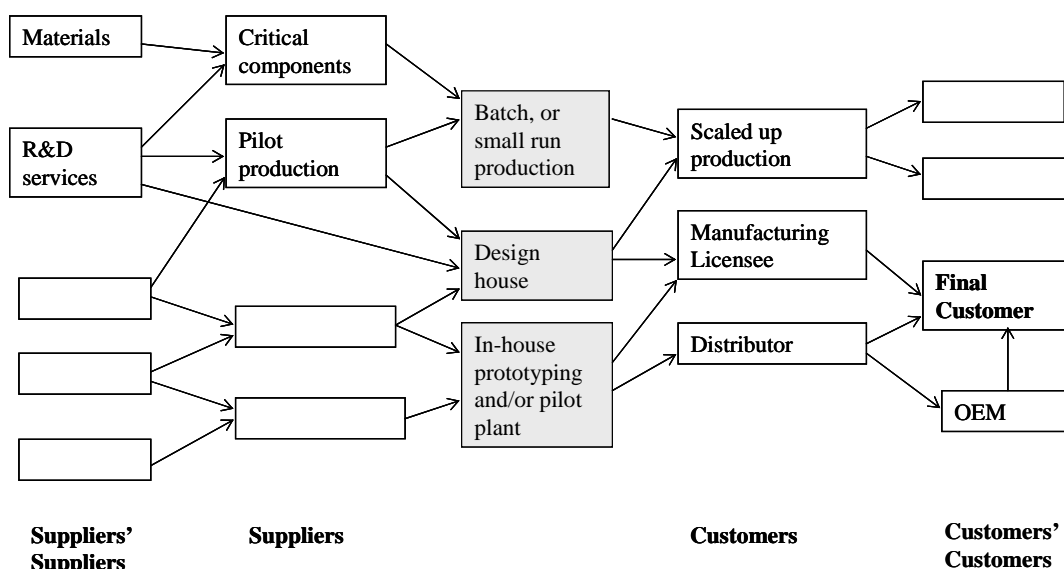 Materials
Critical
components
R&D
services
Pilot
production
Batch, or
small run
production
Scaled up
production
Design
house
Manufacturing
Licensee
Final
Customer
In-house
prototyping
and/or pilot
plant
Distributor
OEM
Suppliers’
Suppliers
Suppliers
Customers
Customers’
Customers